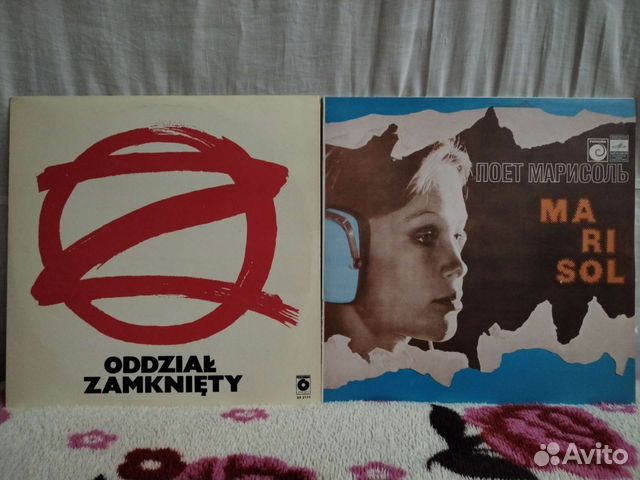 ODDZIAŁ
ZAMKNIĘTY
ПОЕТ МАРИСОЛЬ
MA
RI
SOL
Avito